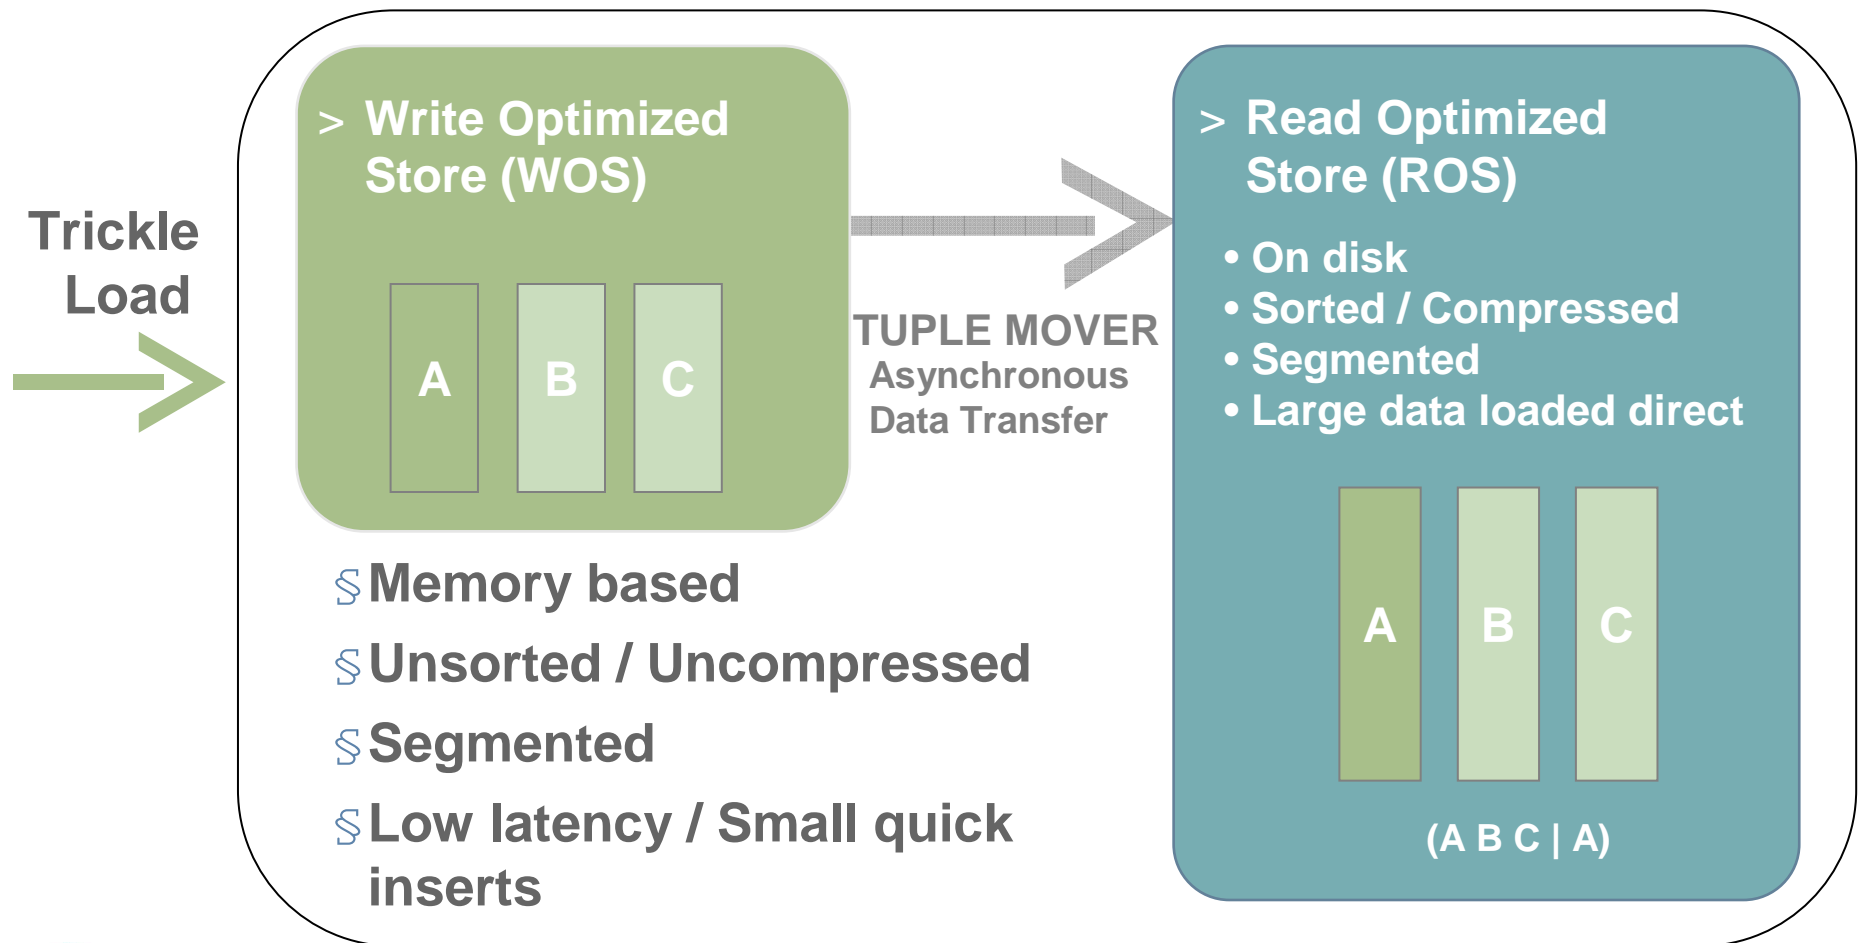 Trickle
Load
> Write Optimized
Store (WOS)
A B C
§Memory based
§Unsorted / Uncompressed
§Segmented
§Low latency / Small quick
inserts
TUPLE MOVER
Asynchronous
Data Transfer
> Read Optimized
Store (ROS)
• On disk
• Sorted / Compressed
• Segmented
• Large data loaded direct
A B C
(A B C | A)